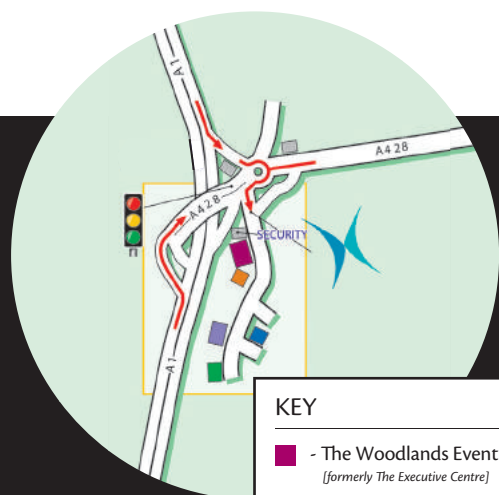 A1
A428
A428
SECURITY
A1
KEY
- The Woodlands Event
[formerly The Executive Centre]